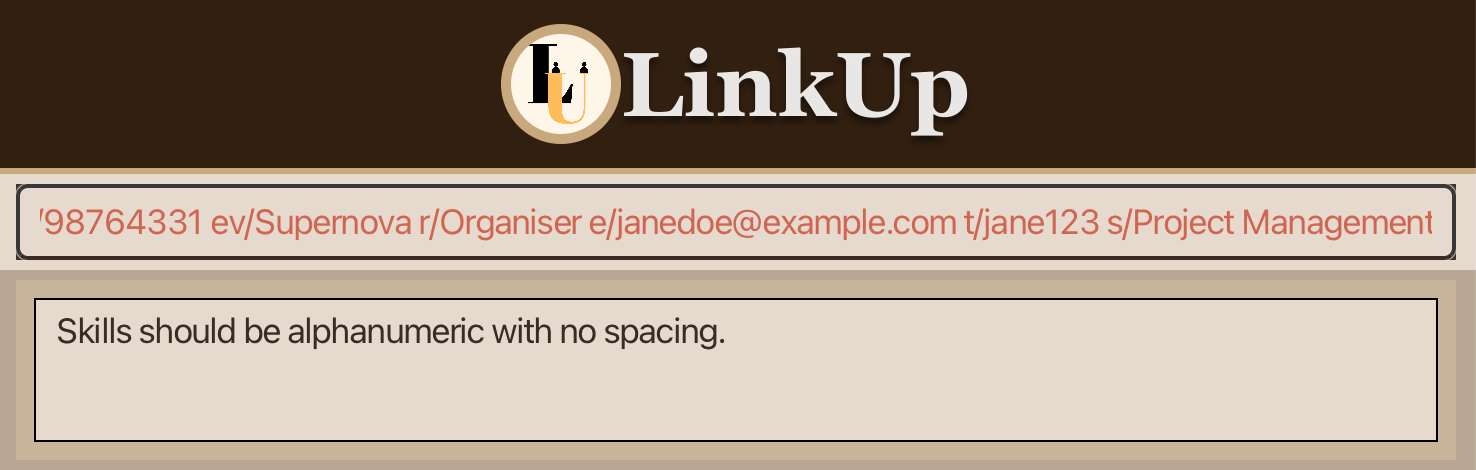 LU LinkUp
/98764331 ev/Supernova r/Organiser e/janedoe@example.com t/jane123 s/Project Management
Skills should be alphanumeric with no spacing.